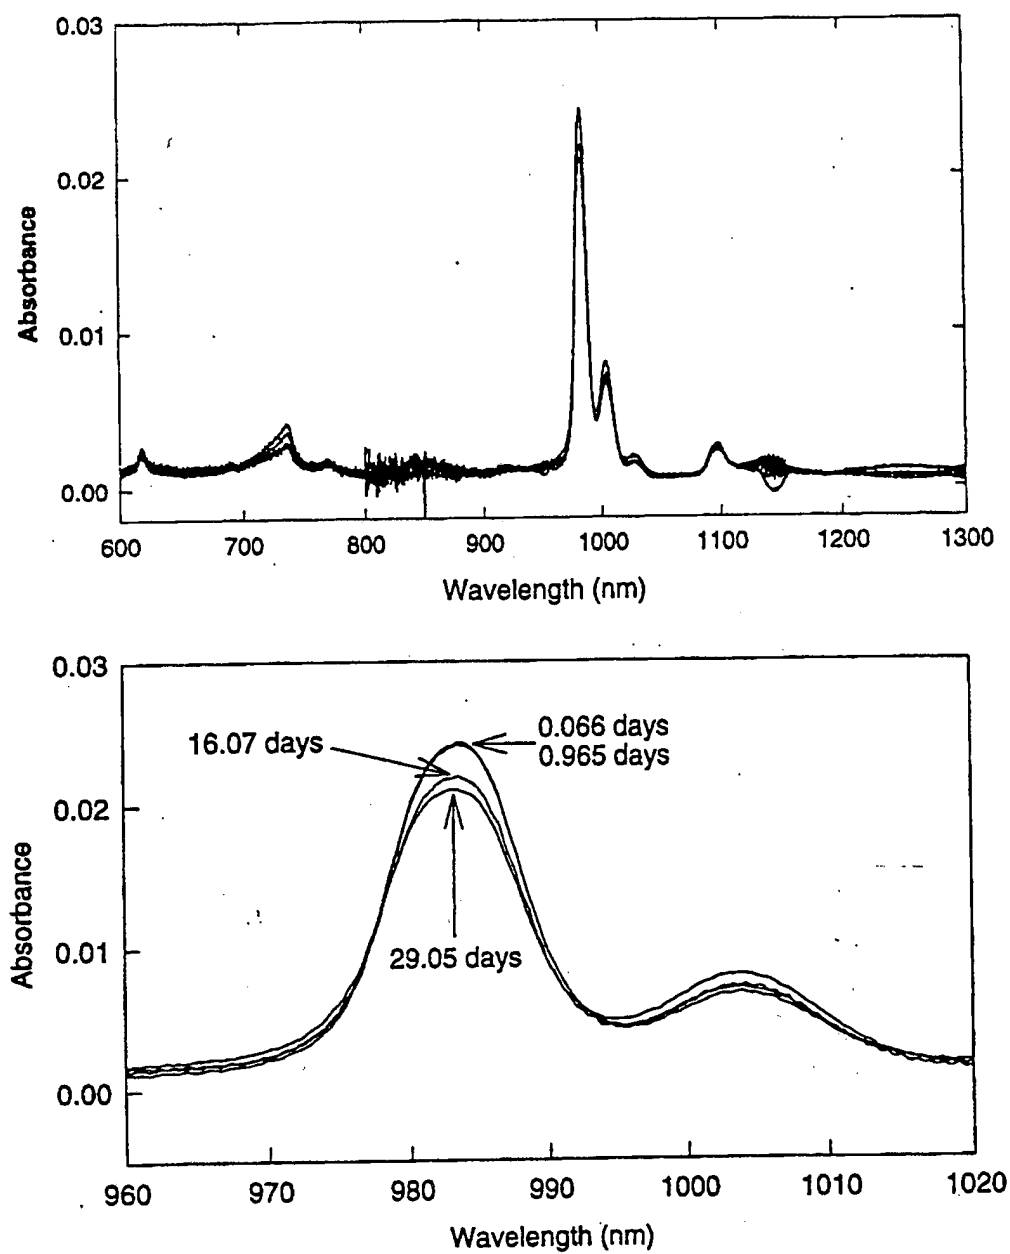 0.03
0.02
0.01
0.00
Absorbance
600 700 800 900 1000 1100 1200 1300
Wavelength (nm)
0.03
0.02
0.01
0.00
Absorbance
16.07 days
0.066 days
0.965 days
29.05 days
960 970 980 990 1000 1010 1020
Wavelength (nm)